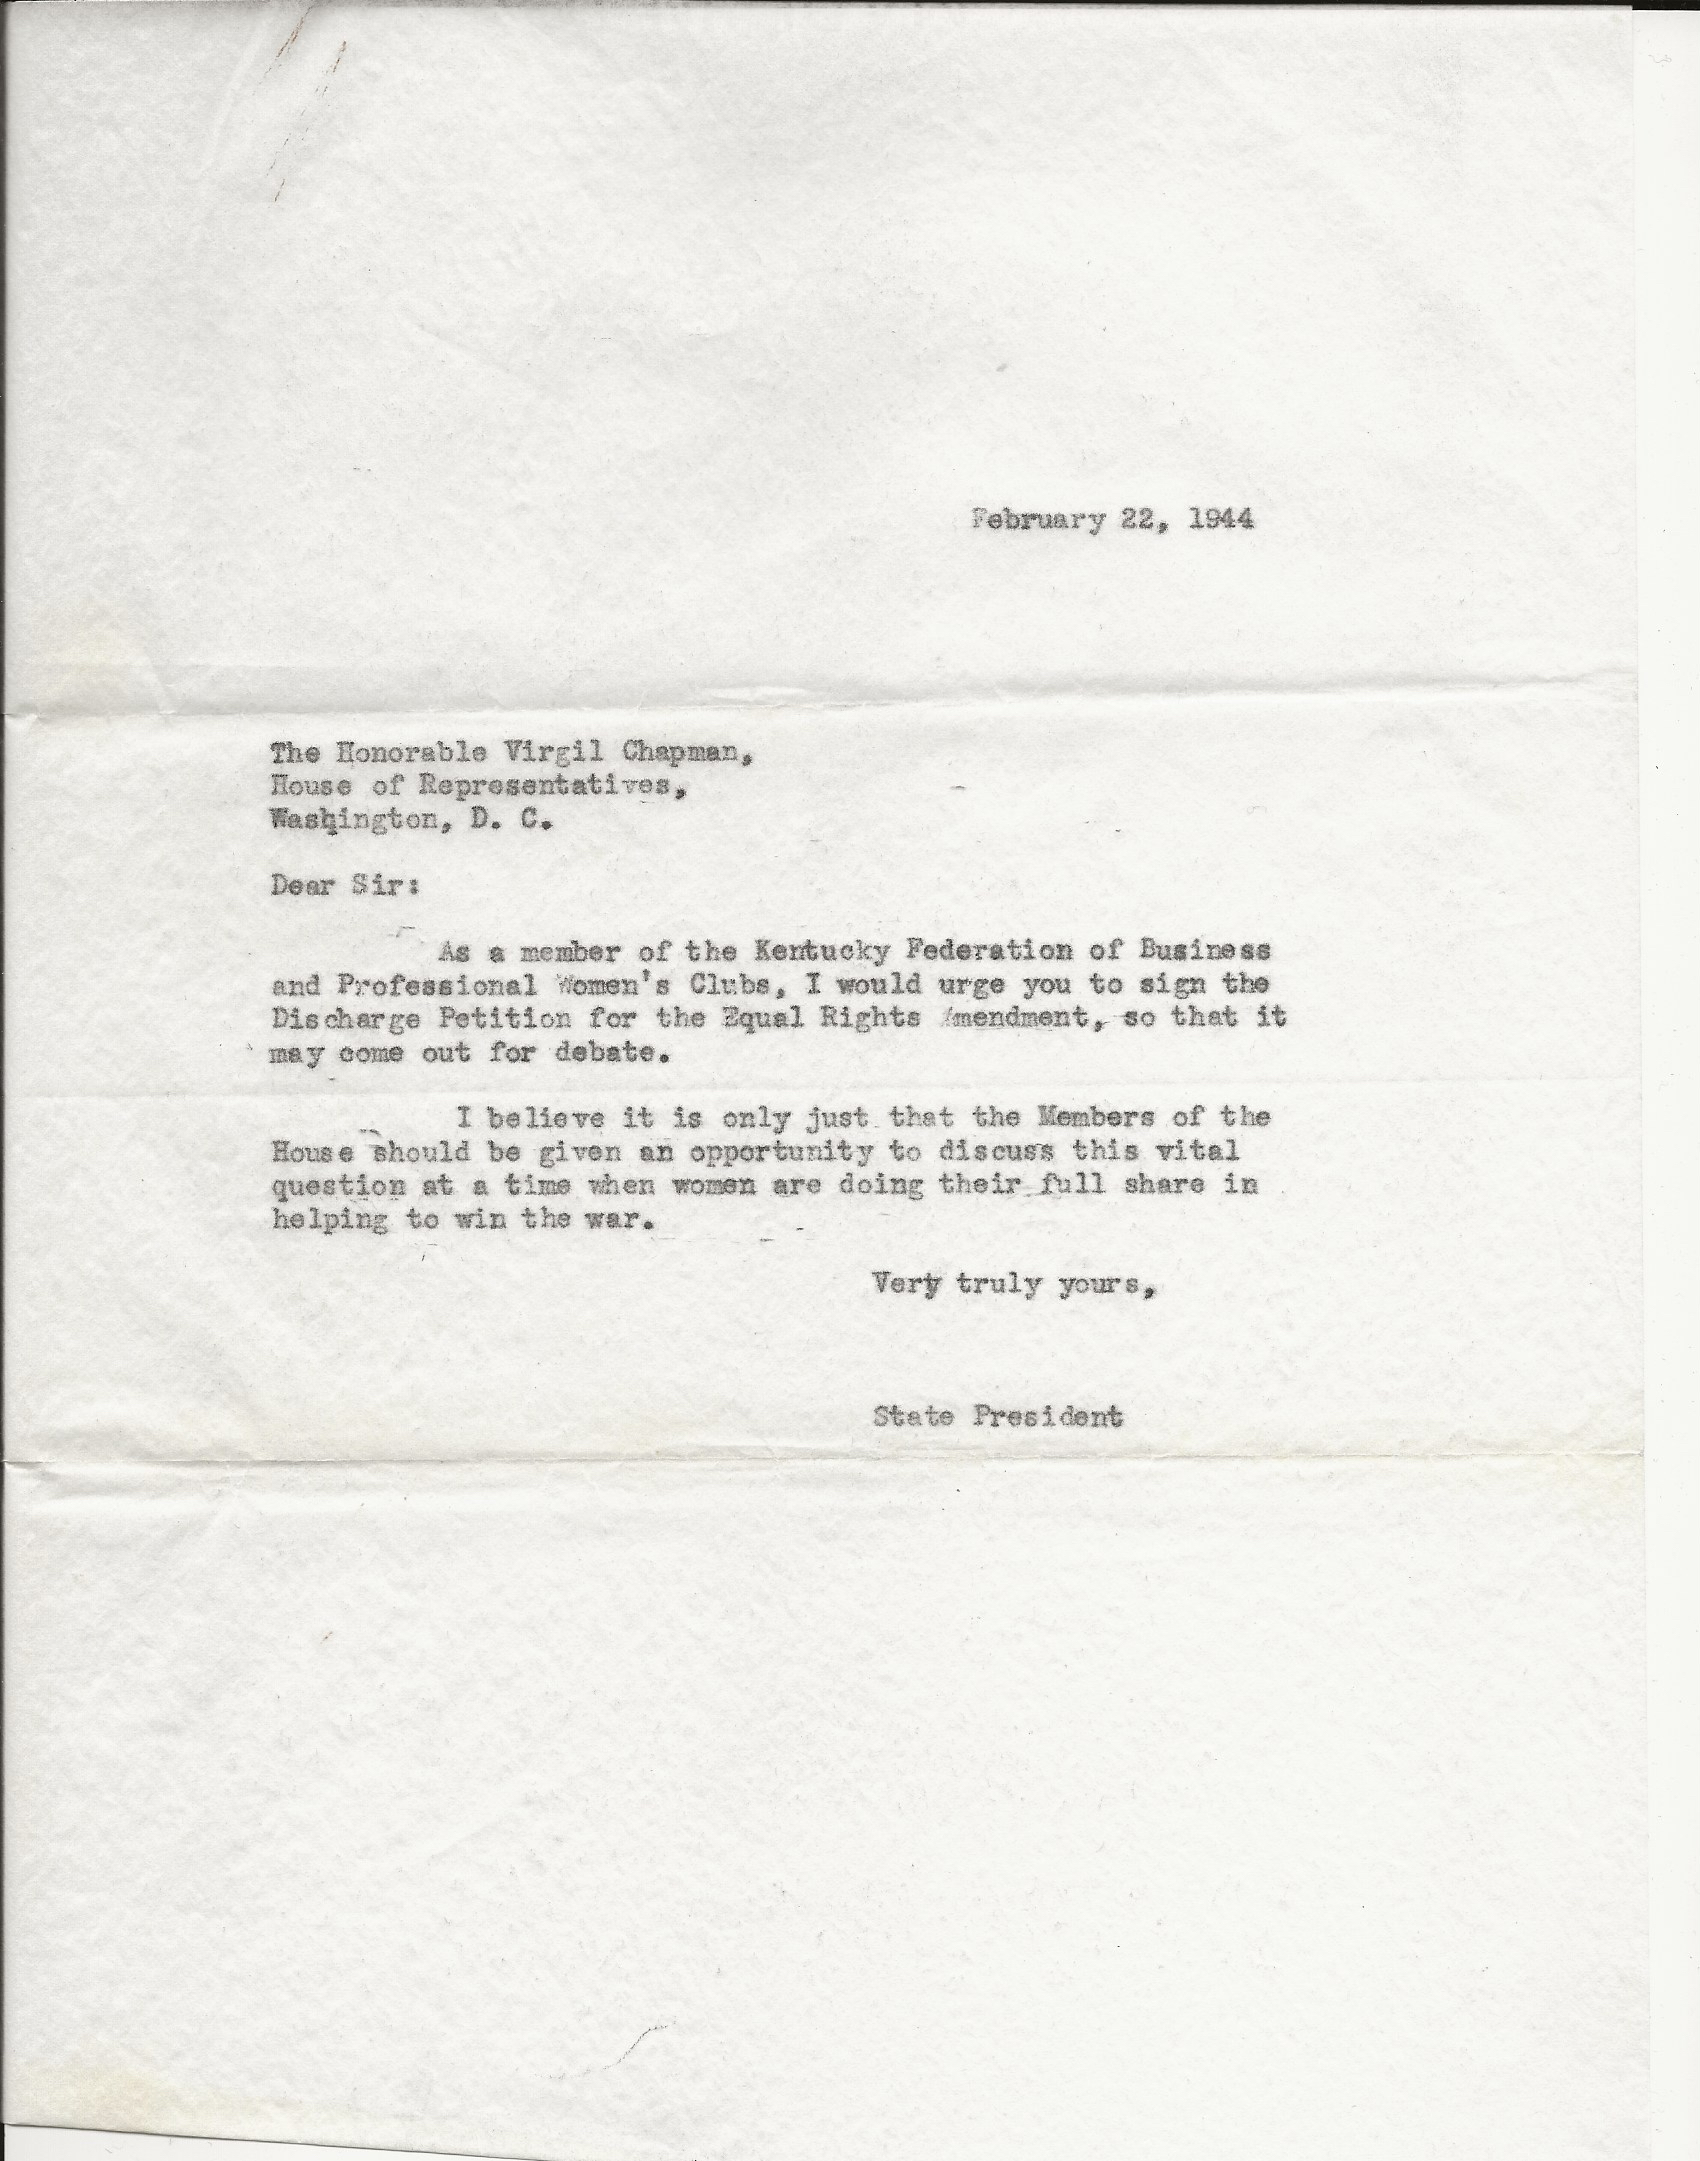 February 22, 1944
The Honorable Virgil Chapman,
House of Representatives,
Washington, D. C.
Dear Sir:
As a member of the Kentucky Federation of Business
and Professional Women's Clubs, I would urge you to sign the
Discharge Petition for the Equal Rights Amendment, so that it
may come out for debate.
I believe it is only just that the Members of the
House should be given an opportunity to discuss this vital
question at a time when women are doing their full share in
helping to win the war.
Very truly yours,
State President